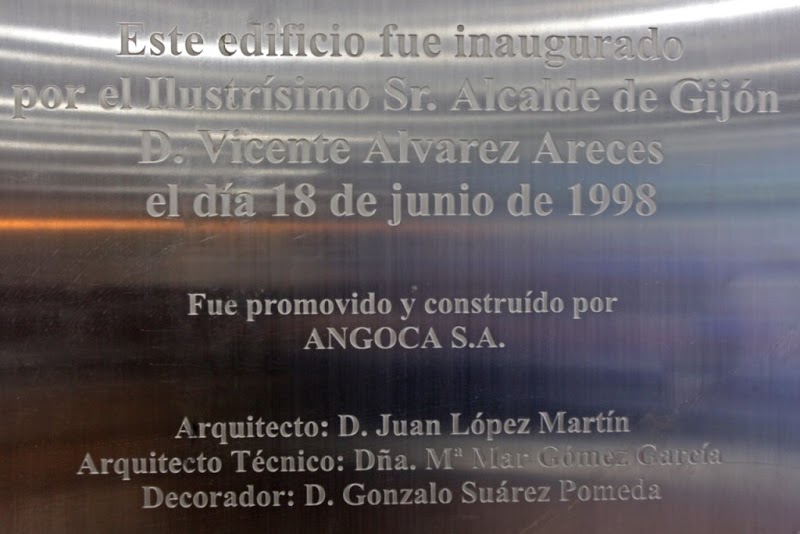 Este edificio fue inaugurado
por el Ilustrísimo Sr. Alcalde de Gijón
D. Vicente Alvarez Areces
el día 18 de junio de 1998
Fue promovido y construído por
ANGOCA S.A.
Arquitecto: D. Juan López Martín
Arquitecto Técnico: Dña. Mª Mar Gómez García
Decorador: D. Gonzalo Suárez Pomeda